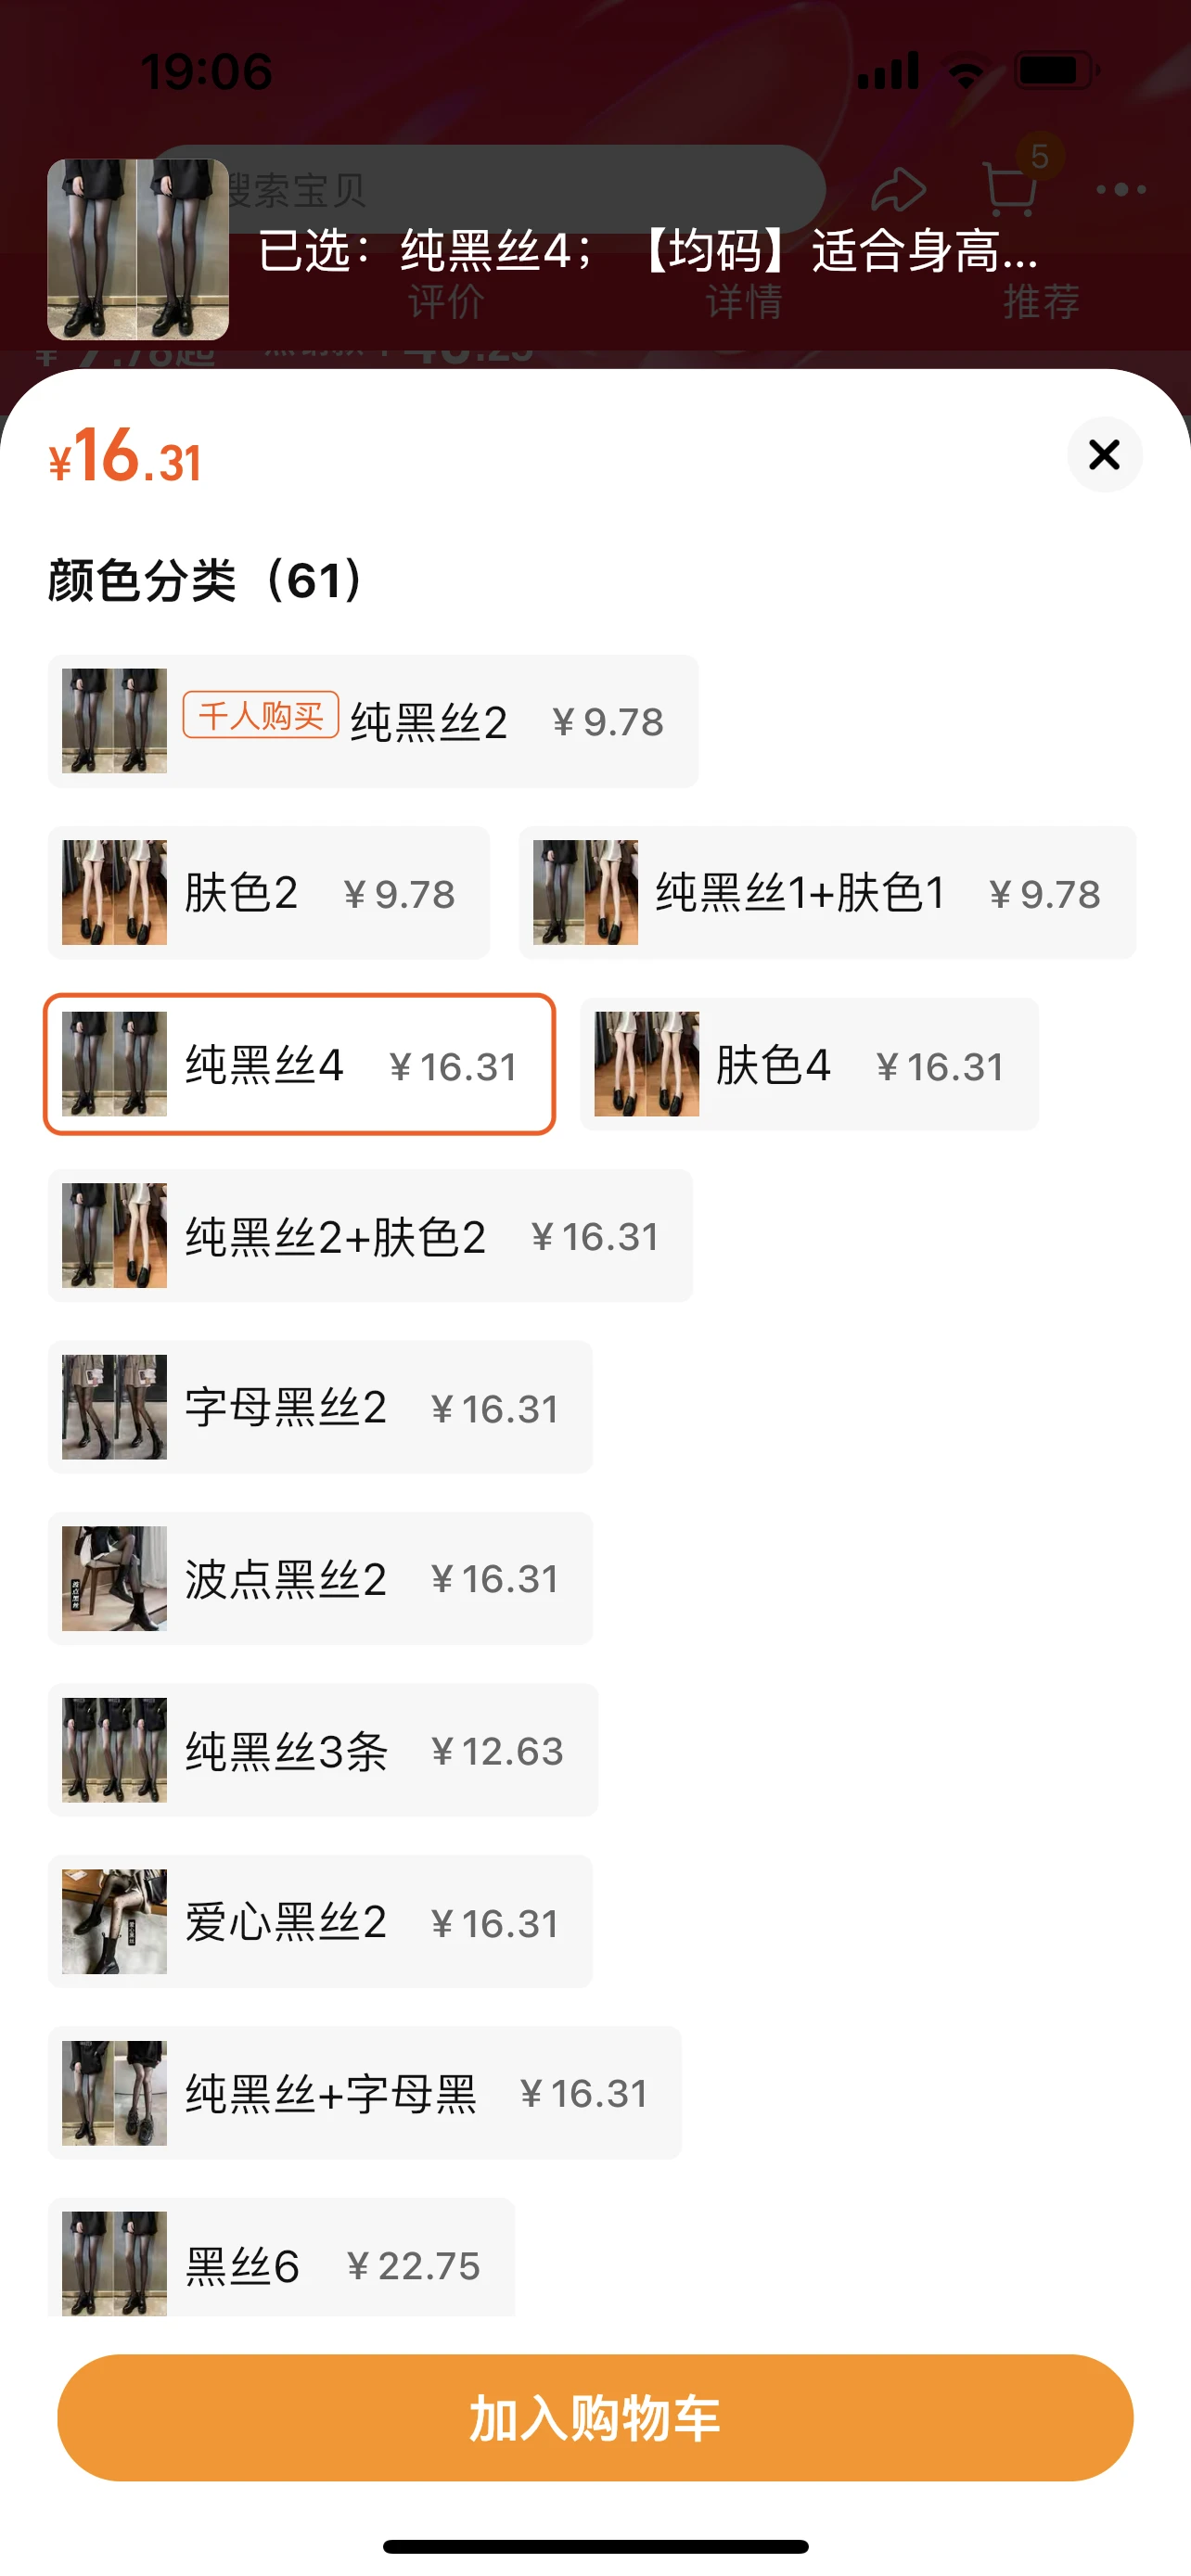 19:06
搜索宝贝
5
已选：纯黑丝4；【均码】适合身高...
评价 详情 推荐
¥16.31
颜色分类（61）
千人购买 纯黑丝2 ¥9.78
肤色2 ¥9.78 纯黑丝1+肤色1 ¥9.78
纯黑丝4 ¥16.31 肤色4 ¥16.31
纯黑丝2+肤色2 ¥16.31
字母黑丝2 ¥16.31
波点黑丝2 ¥16.31
纯黑丝3条 ¥12.63
爱心黑丝2 ¥16.31
纯黑丝+字母黑 ¥16.31
黑丝6 ¥22.75
加入购物车